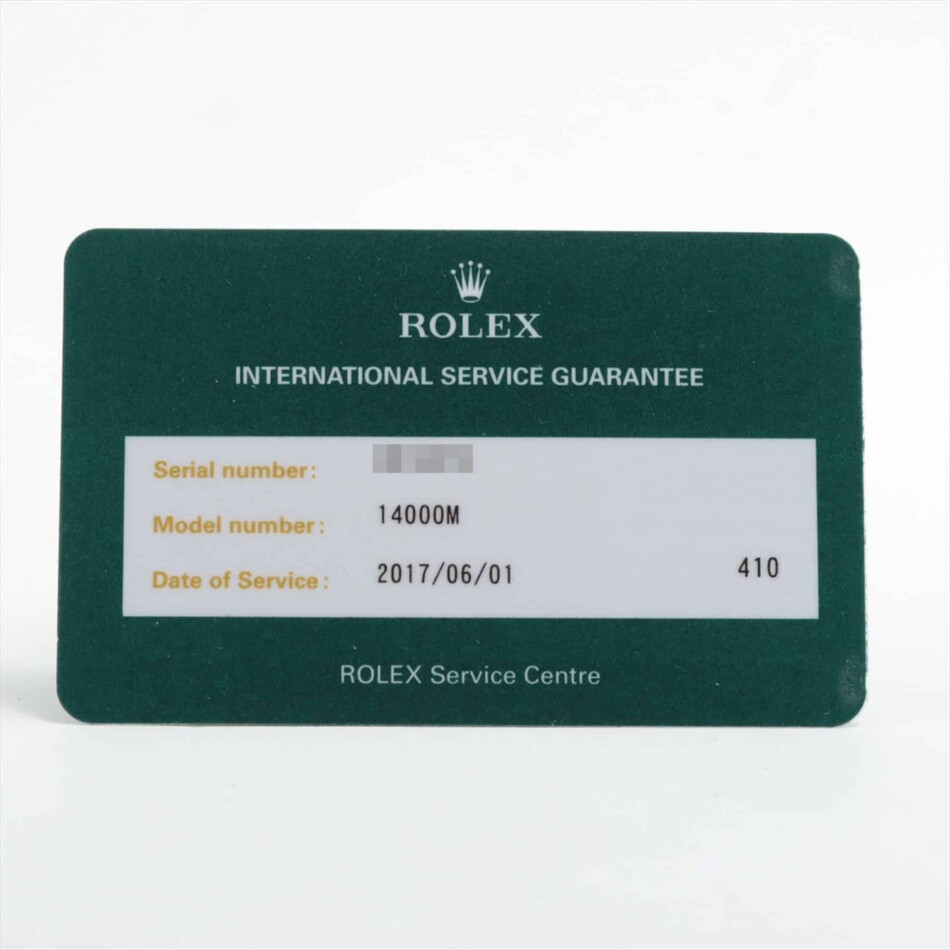 ROLEX
INTERNATIONAL SERVICE GUARANTEE
Serial number:
Model number: 14000M
Date of Service: 2017/06/01 410
ROLEX Service Centre